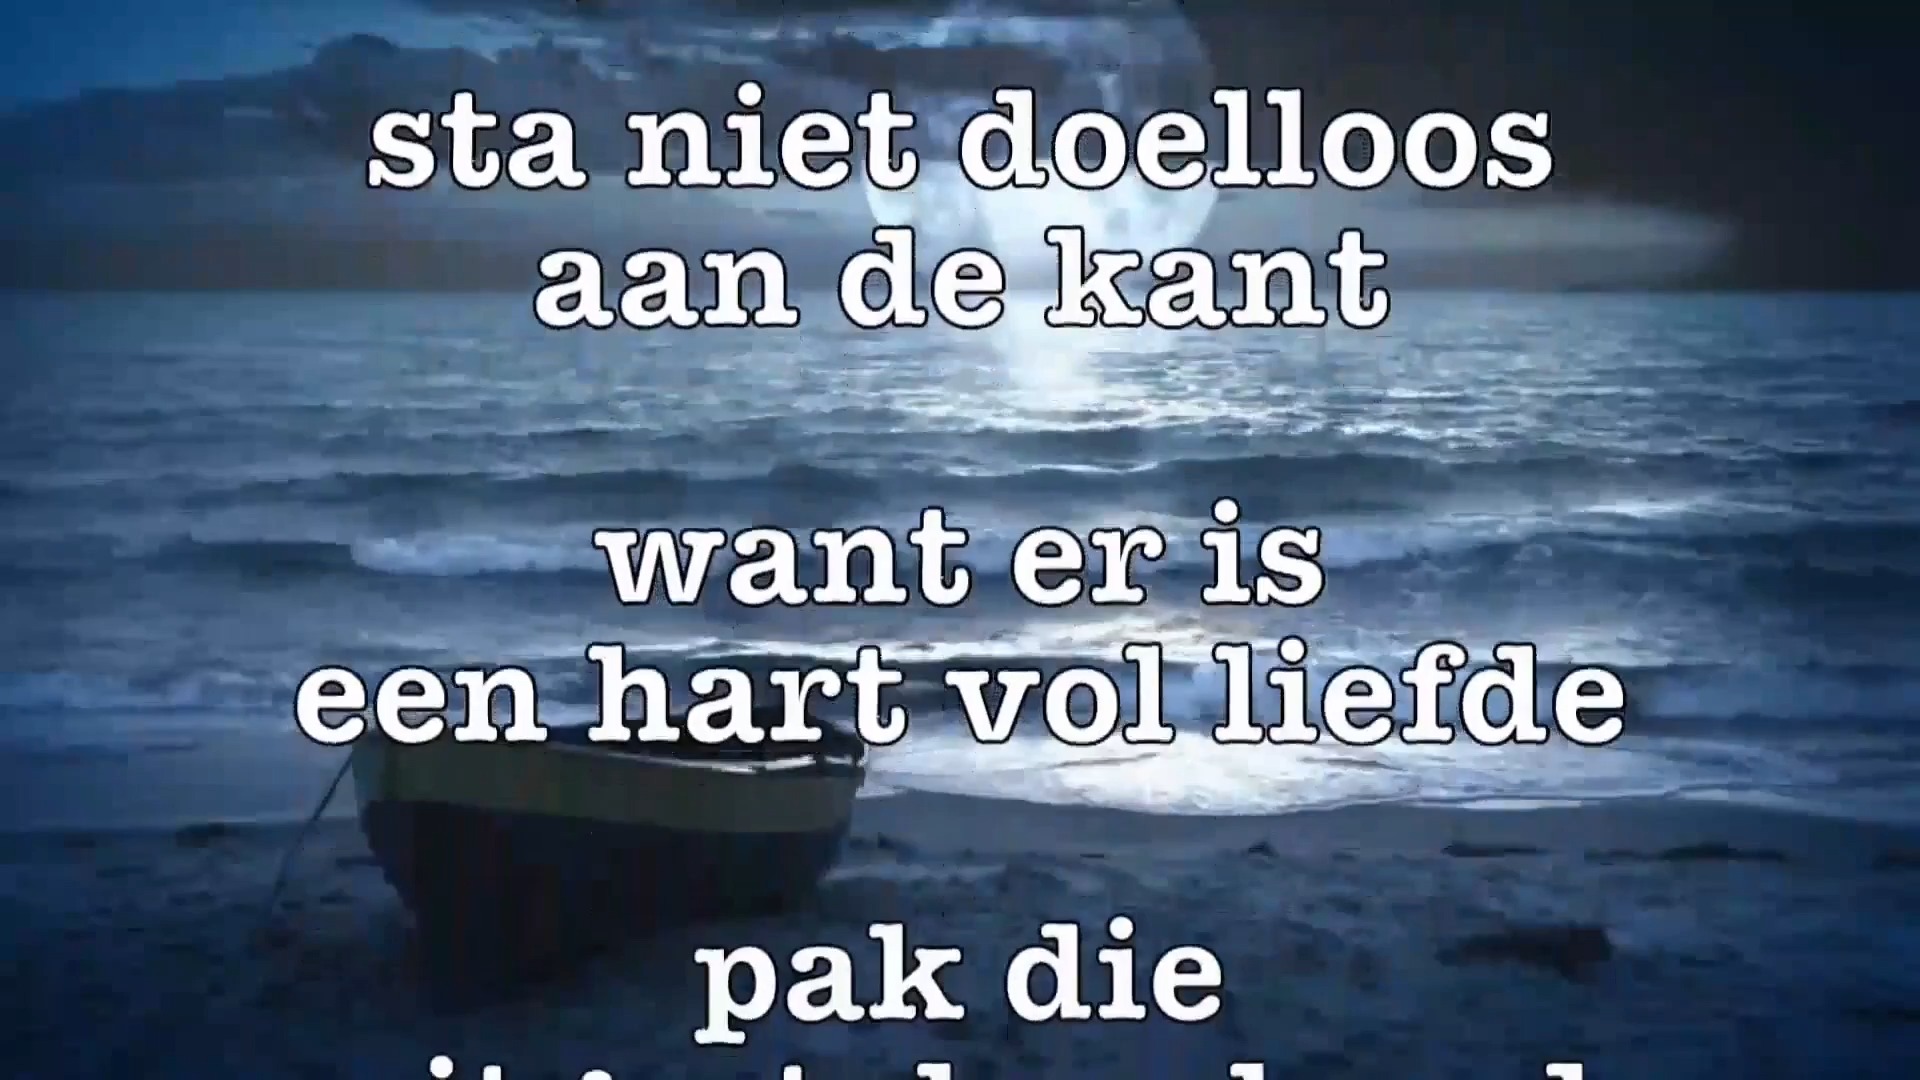 sta niet doelloos
aan de kant
want er is
een hart vol liefde
pak die